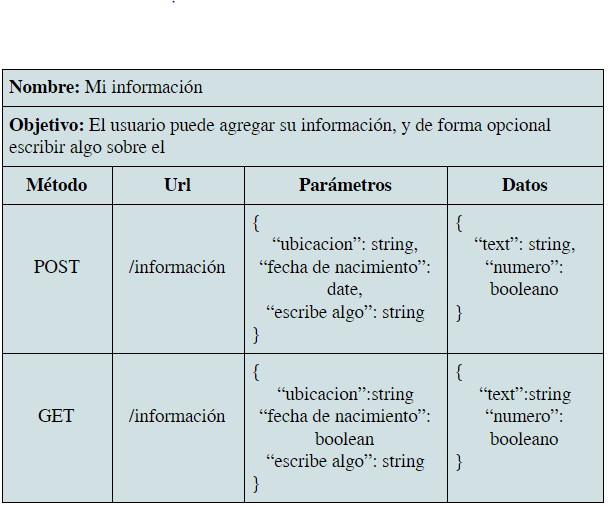 Nombre: Mi información
Objetivo: El usuario puede agregar su información, y de forma opcional
escribir algo sobre el
Método Url Parámetros Datos
POST /información
{
“ubicacion”: string,
“fecha de nacimiento”:
date,
“escribe algo”: string
}
{
“text”: string,
“numero”:
booleano
}
GET /información
{
“ubicacion”:string
“fecha de nacimiento”:
boolean
“escribe algo”: string
}
{
“text”:string
“numero”:
booleano
}